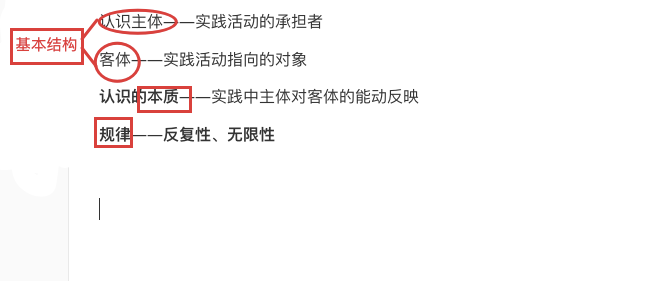 认识主体——实践活动的承担者
基本结构
客体——实践活动指向的对象
认识的本质——实践中主体对客体的能动反映
规律——反复性、无限性